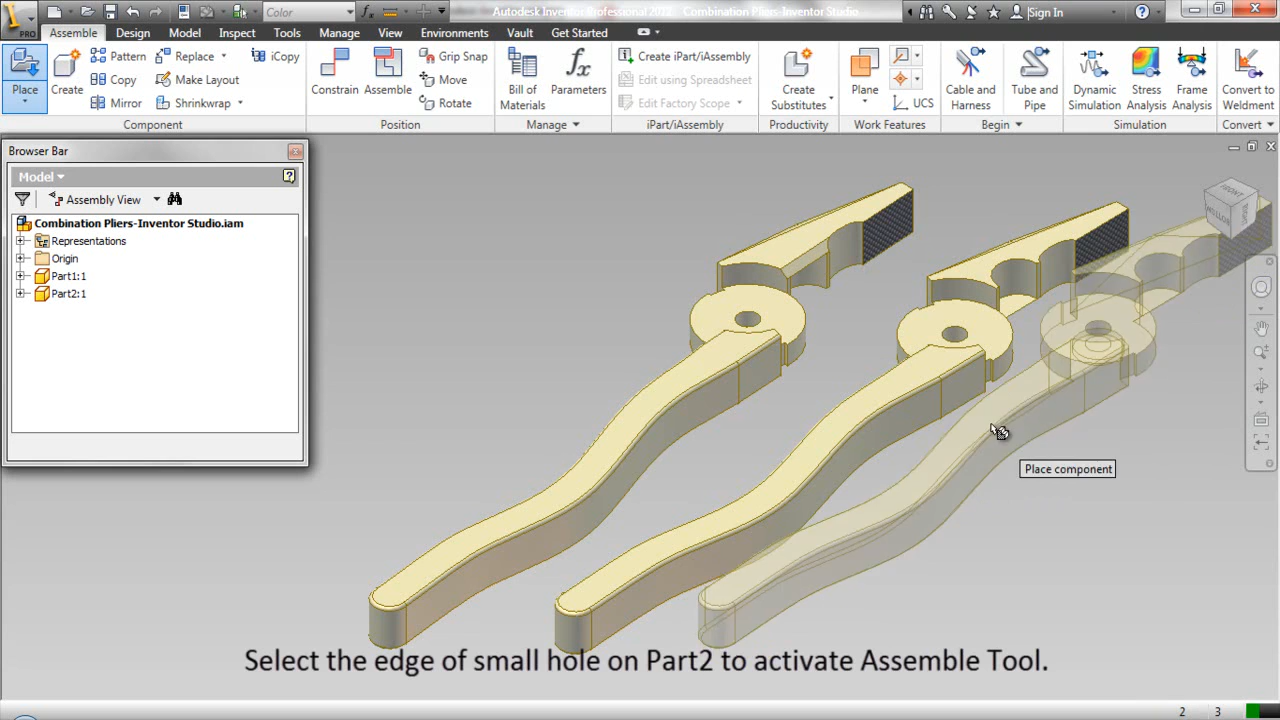 Color
Autodesk Inventor Professional 2012 Combination Pliers-Inventor Studio
Sign In
PRO
Assemble Design Model Inspect Tools Manage View Environments Vault Get Started
Place
Create
Pattern
Copy
Mirror
Replace
Make Layout
Shrinkwrap
iCopy
Constrain
Assemble
Grip Snap
Move
Rotate
Bill of
Materials
Parameters
Create iPart/iAssembly
Edit using Spreadsheet
Edit Factory Scope
Create
Substitutes
Plane
UCS
Cable and
Harness
Tube and
Pipe
Dynamic
Simulation
Stress
Analysis
Frame
Analysis
Convert to
Weldment
Component Position Manage iPart/iAssembly Productivity Work Features Begin Simulation Convert
Browser Bar
Model
Assembly View
Combination Pliers-Inventor Studio.iam
Representations
Origin
Part1:1
Part2:1
FRONT
Place component
Select the edge of small hole on Part2 to activate Assemble Tool.
2 3